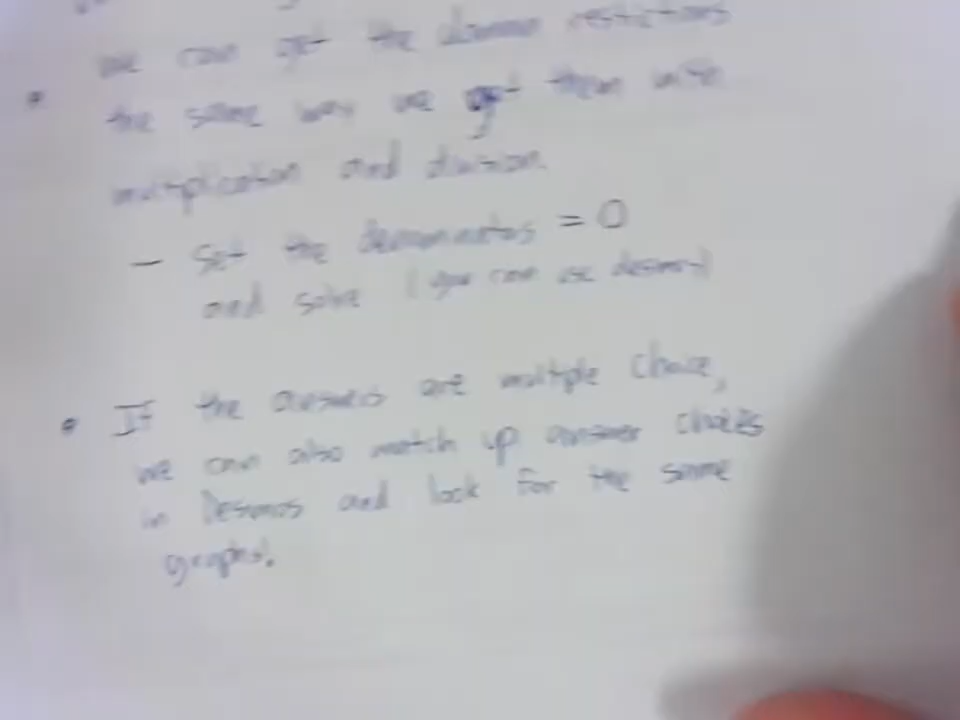 we can get the domain restrictions
• the same way we get them with
multiplication and division.
— Set the denominators = 0
and solve (you can use desmos)
• If the answers are multiple choice,
we can also match up answer choices
in Desmos and look for the same
graphs.